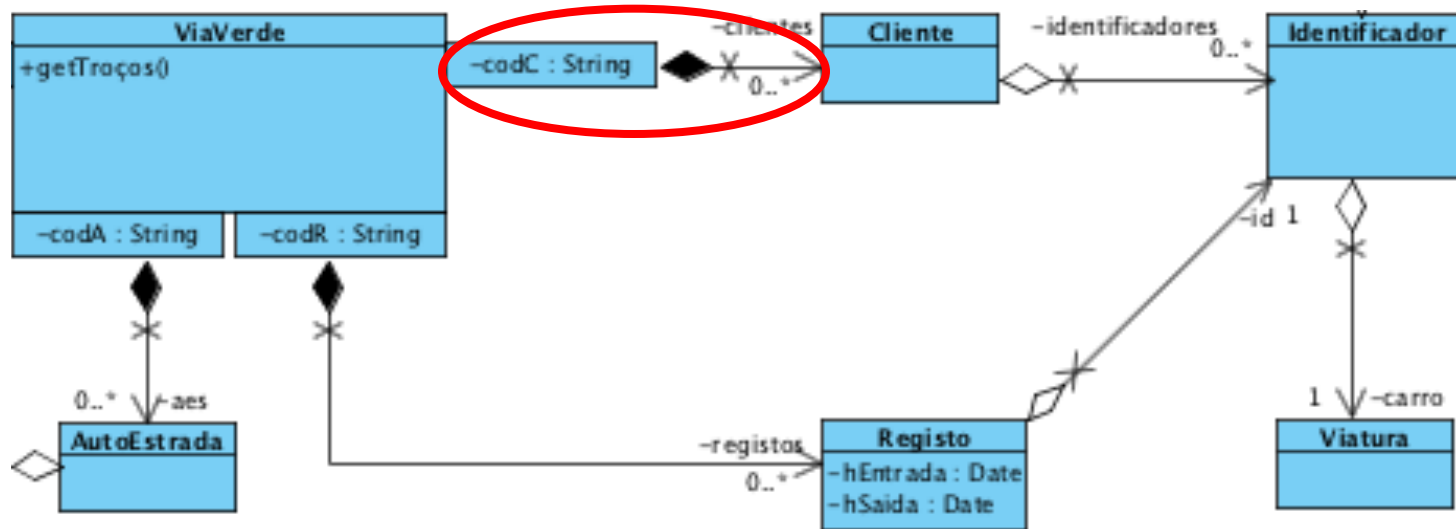 ViaVerde
+getTroços()
-codC : String
-clientes
0..*
Cliente
-identificadores
0..*
Identificador
-codA : String
-codR : String
-id 1
0..*
-aes
1
-carro
AutoEstrada
-registos
0..*
Registo
-hEntrada : Date
-hSaida : Date
Viatura